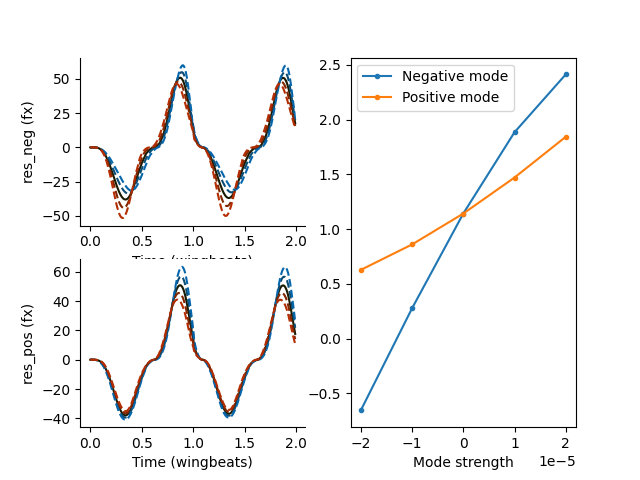 res_neg (fx)
50
25
0
−25
−50
0.0 0.5 1.0 1.5 2.0
Time (wingbeats)
res_pos (fx)
60
40
20
0
−20
−40
0.0 0.5 1.0 1.5 2.0
Time (wingbeats)
Negative mode
Positive mode
2.5
2.0
1.5
1.0
0.5
0.0
−0.5
−2 −1 0 1 2
Mode strength 1e−5